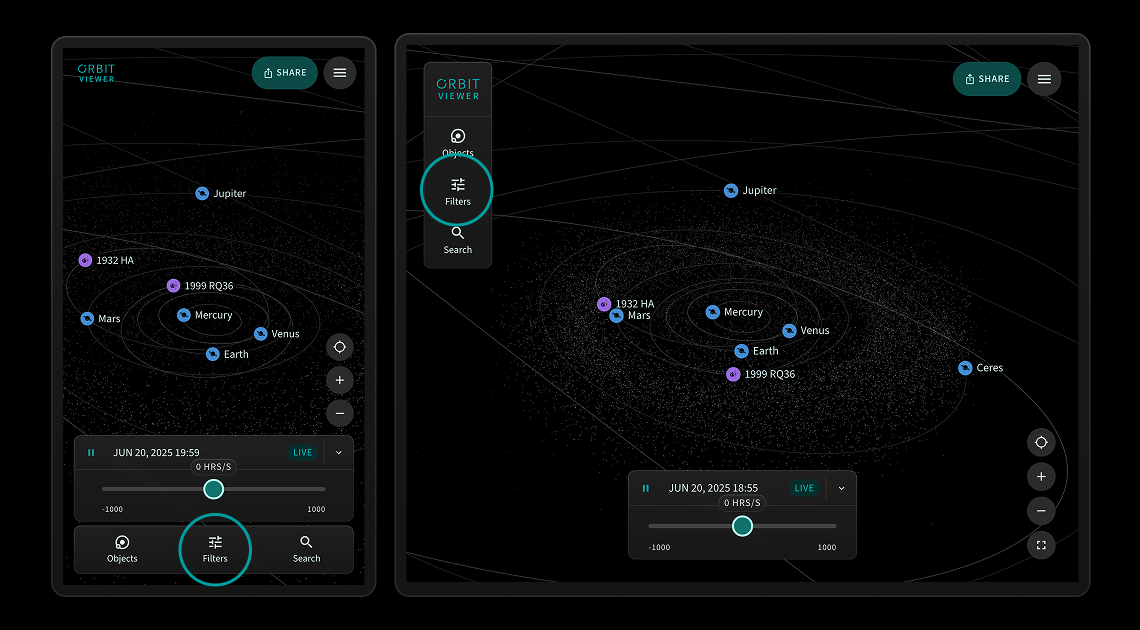 ORBIT
VIEWER
SHARE
Jupiter
1932 HA
1999 RQ36
Mars
Mercury
Venus
Earth
+
−
JUN 20, 2025 19:59
LIVE
0 HRS/S
-1000
1000
Objects
Filters
Search
ORBIT
VIEWER
Objects
Filters
Search
SHARE
Jupiter
1932 HA
Mars
Mercury
Venus
Earth
1999 RQ36
Ceres
+
−
JUN 20, 2025 18:55
LIVE
0 HRS/S
-1000
1000